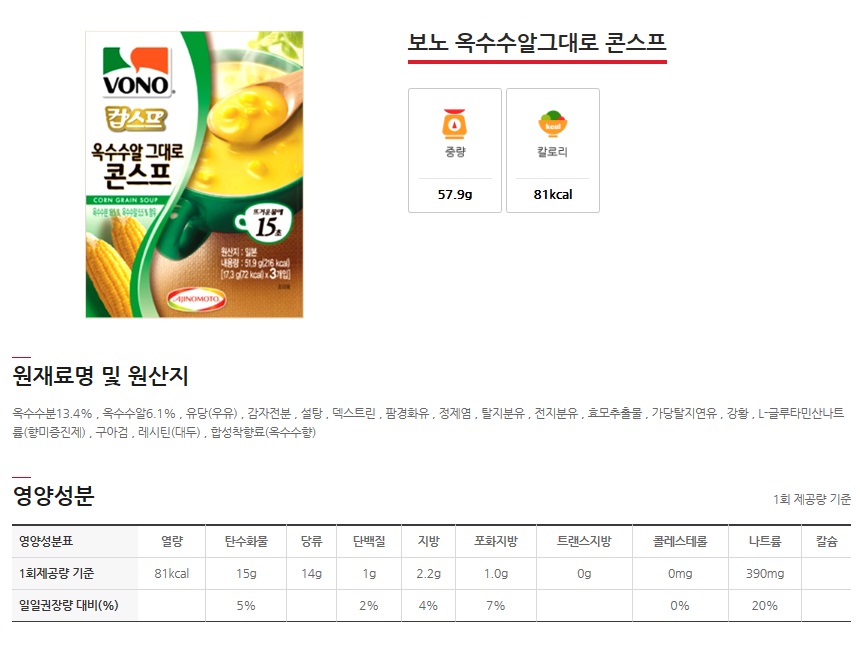 보노 옥수수알그대로 콘스프
VONO
컵스프
옥수수알 그대로
콘스프
CORN GRAIN SOUP
뜨거운물에
15초
원산지 : 일본
내용량 : 51.9 g(216 kcal)
[17.3 g(72 kcal) x 3개입]
AJINOMOTO
중량
57.9g
kcal
칼로리
81kcal
원재료명 및 원산지
옥수수분13.4% , 옥수수알6.1% , 유당(우유) , 감자전분 , 설탕 , 덱스트린 , 팜경화유 , 정제염 , 탈지분유 , 전지분유 , 효모추출물 , 가당탈지연유 , 강황 , L-글루타민산나트
륨(향미증진제) , 구아검 , 레시틴(대두) , 합성착향료(옥수수향)
영양성분
1회 제공량 기준
영양성분표 열량 탄수화물 당류 단백질 지방 포화지방 트랜스지방 콜레스테롤 나트륨 칼슘
1회제공량 기준 81kcal 15g 14g 1g 2.2g 1.0g 0g 0mg 390mg
일일권장량 대비(%) 5% 2% 4% 7% 0% 20%